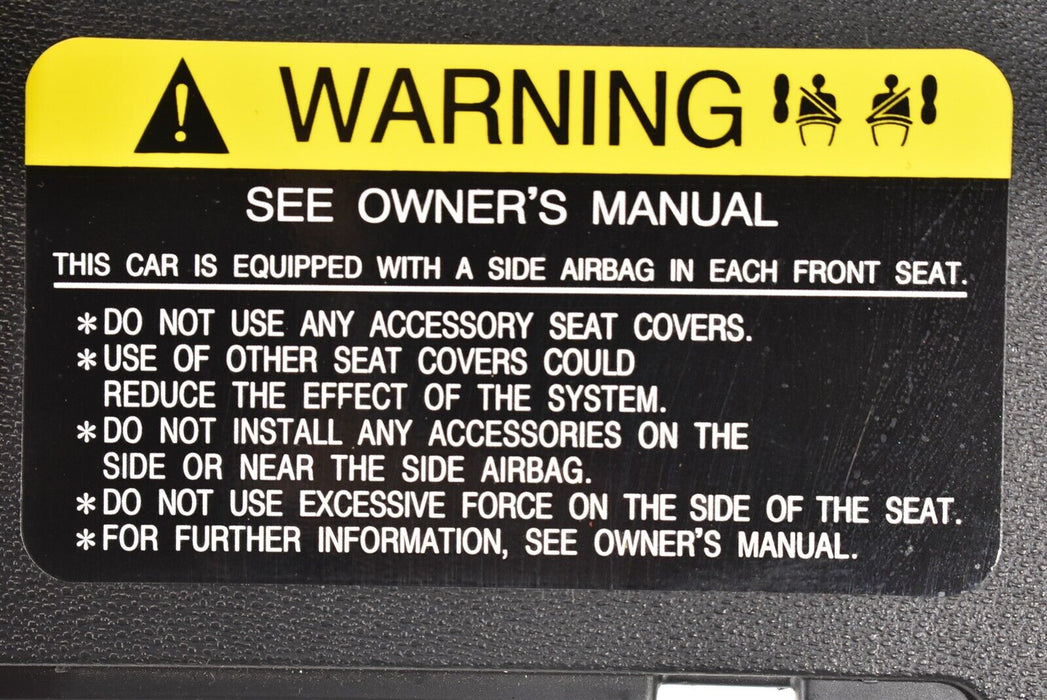 WARNING
SEE OWNER'S MANUAL
THIS CAR IS EQUIPPED WITH A SIDE AIRBAG IN EACH FRONT SEAT.
*DO NOT USE ANY ACCESSORY SEAT COVERS.
*USE OF OTHER SEAT COVERS COULD
REDUCE THE EFFECT OF THE SYSTEM.
*DO NOT INSTALL ANY ACCESSORIES ON THE
SIDE OR NEAR THE SIDE AIRBAG.
*DO NOT USE EXCESSIVE FORCE ON THE SIDE OF THE SEAT.
*FOR FURTHER INFORMATION, SEE OWNER'S MANUAL.